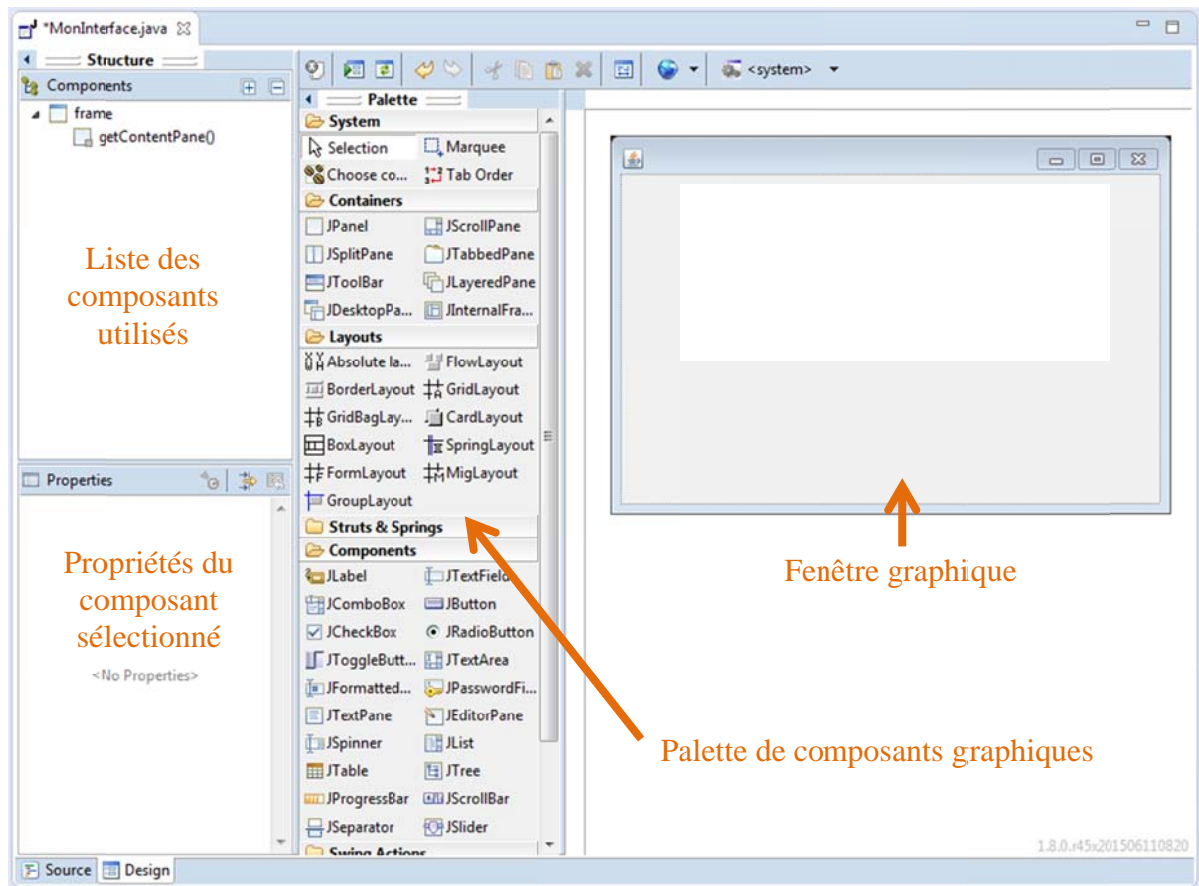 *MonInterface.java
Structure
Components
frame
getContentPane()
Liste des
composants
utilisés
Properties
Propriétés du
composant
sélectionné
<No Properties>
<system>
Palette
System
Selection Marquee
Choose co... Tab Order
Containers
JPanel JScrollPane
JSplitPane JTabbedPane
JToolBar JLayeredPane
JDesktopPa... JInternalFra...
Layouts
Absolute la... FlowLayout
BorderLayout GridLayout
GridBagLay... CardLayout
BoxLayout SpringLayout
FormLayout MigLayout
GroupLayout
Struts & Springs
Components
JLabel JTextField
JComboBox JButton
JCheckBox JRadioButton
JToggleButt... JTextArea
JFormatted... JPasswordFi...
JTextPane JEditorPane
JSpinner JList
JTable JTree
JProgressBar JScrollBar
JSeparator JSlider
Swing Actions
Fenêtre graphique
Palette de composants graphiques
1.8.0.r45x201506110820
Source Design